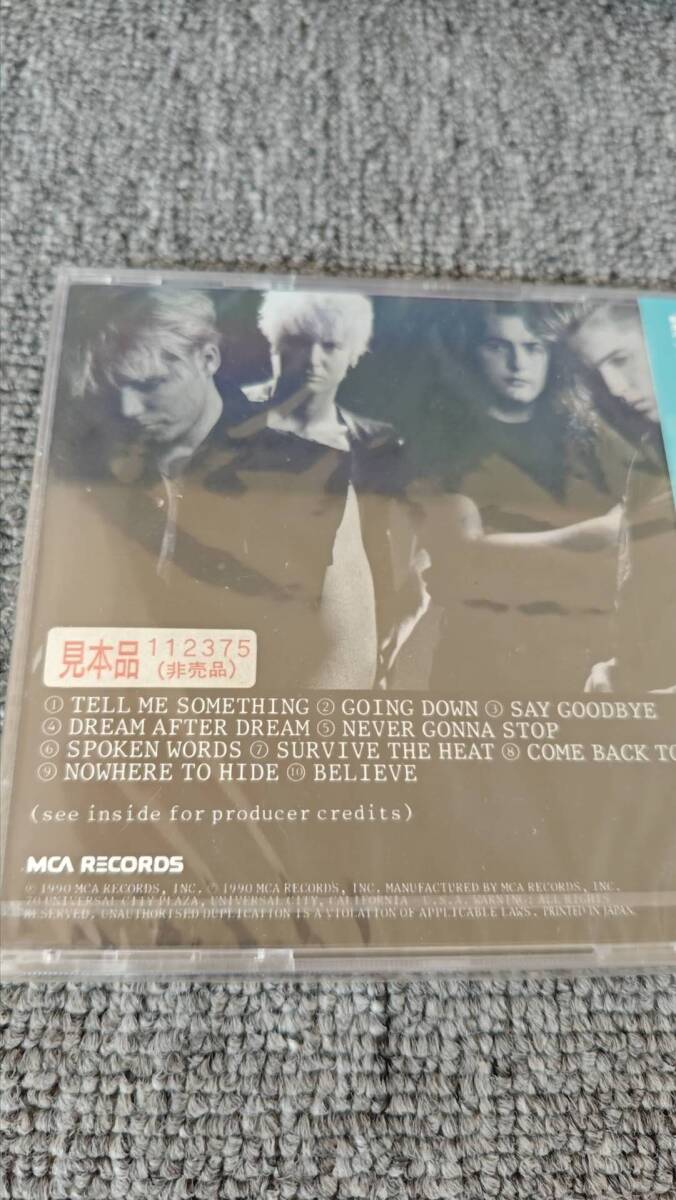 見本品 112375
(非売品)
① TELL ME SOMETHING ② GOING DOWN ③ SAY GOODBYE
④ DREAM AFTER DREAM ⑤ NEVER GONNA STOP
⑥ SPOKEN WORDS ⑦ SURVIVE THE HEAT ⑧ COME BACK TO
⑨ NOWHERE TO HIDE ⑩ BELIEVE
(see inside for producer credits)
MCA RECORDS
℗ 1990 MCA RECORDS, INC. © 1990 MCA RECORDS, INC. MANUFACTURED BY MCA RECORDS, INC.
70 UNIVERSAL CITY PLAZA, UNIVERSAL CITY, CALIFORNIA U.S.A. WARNING: ALL RIGHTS
RESERVED. UNAUTHORISED DUPLICATION IS A VIOLATION OF APPLICABLE LAWS. PRINTED IN JAPAN.